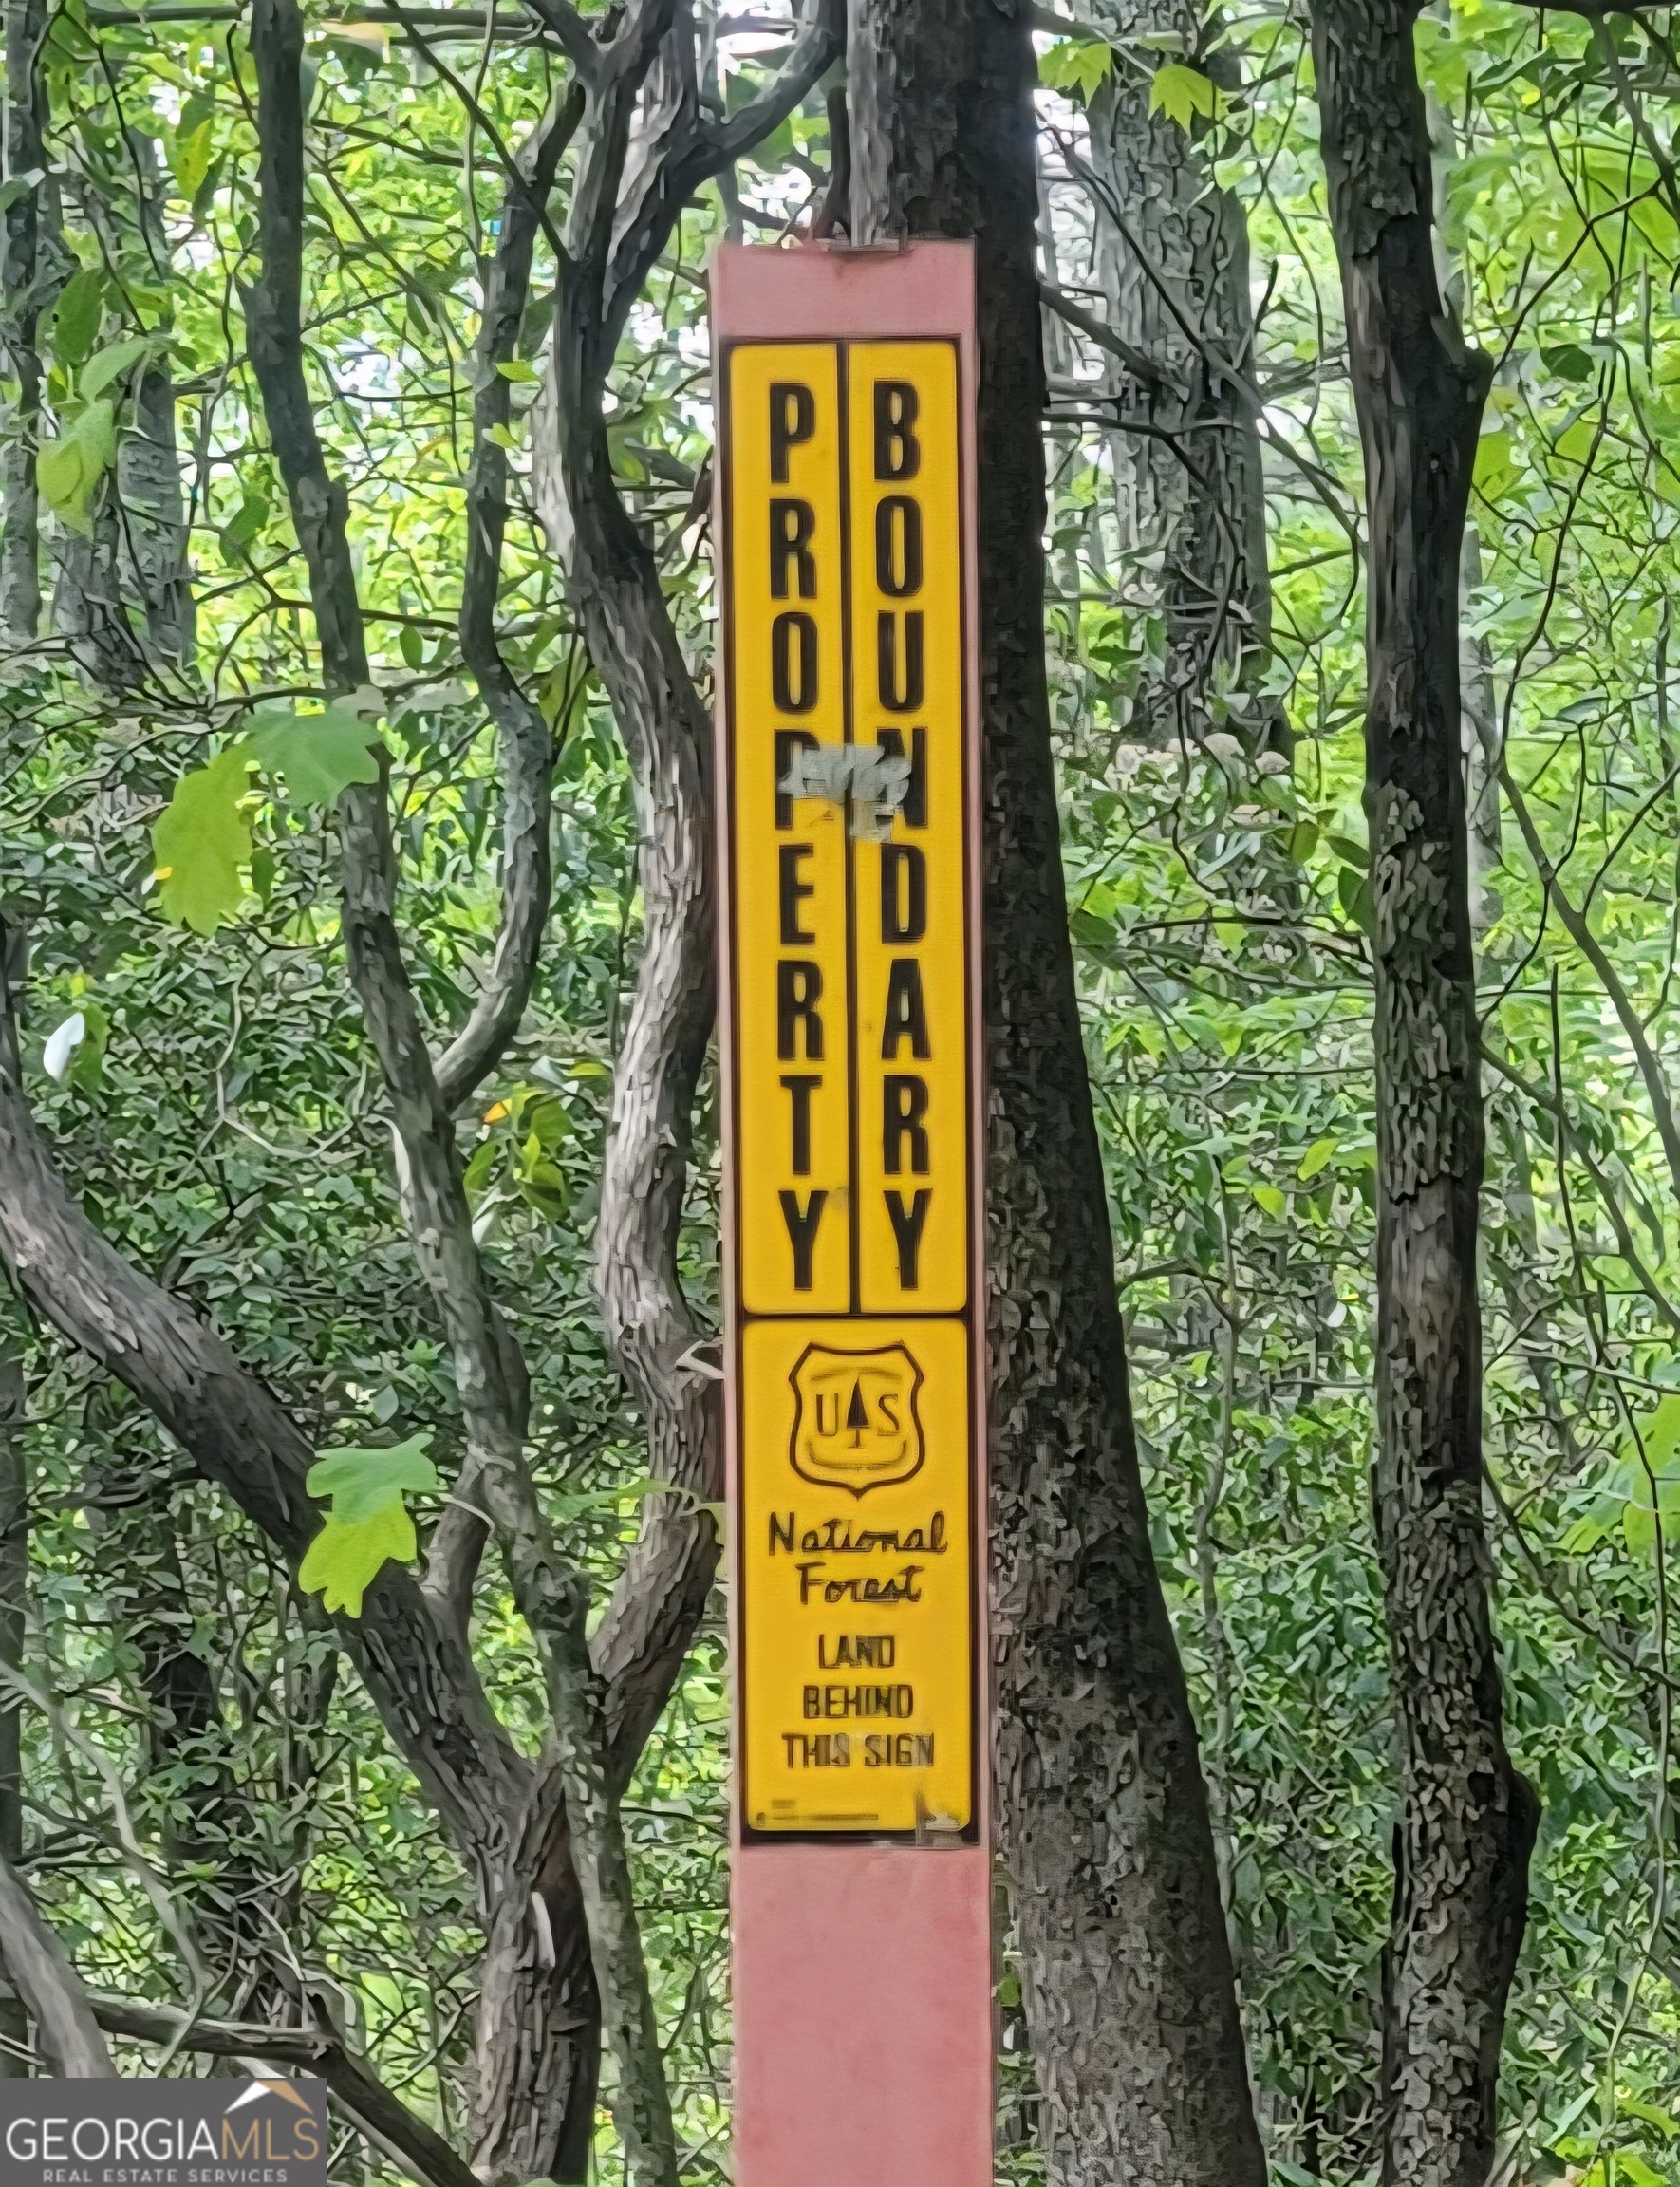 PROPERTY
BOUNDARY
US
National
Forest
LAND
BEHIND
THIS SIGN
GEORGIAMLS
REAL ESTATE SERVICES